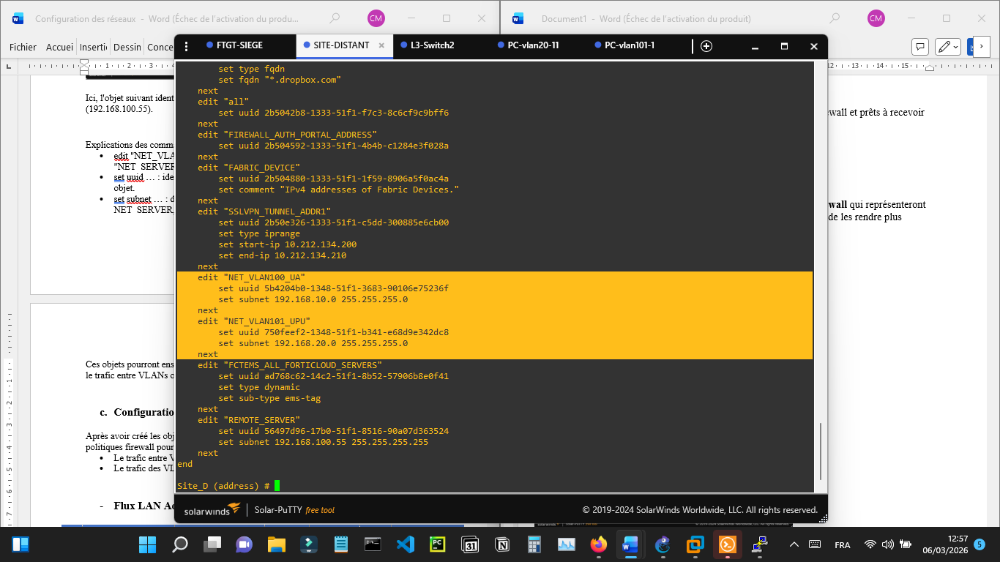 Configuration des réseaux - Word (Échec de l'activation du produ...
CM
Document1 - Word (Échec de l'activation du produit)
CM
Fichier Accueil Insertic Dessin Conce
FTGT-SIEGE
SITE-DISTANT
L3-Switch2
PC-vlan20-11
PC-vlan101-1
1 2 3
12 13 14 15
Ici, l'objet suivant ident
(192.168.100.55).
Explications des comm
edit "NET_VLA
"NET_SERVER
set uuid … : ide
objet.
set subnet … : d
NET_SERVER,
Ces objets pourront ens
le trafic entre VLANs o
c. Configuratio
Après avoir créé les obj
politiques firewall pour
Le trafic entre V
Le trafic des VL
- Flux LAN Ad
set type fqdn
set fqdn "*.dropbox.com"
next
edit "all"
set uuid 2b5042b8-1333-51f1-f7c3-8c6cf9c9bff6
next
edit "FIREWALL_AUTH_PORTAL_ADDRESS"
set uuid 2b504592-1333-51f1-4b4b-c1284e3f028a
next
edit "FABRIC_DEVICE"
set uuid 2b504880-1333-51f1-1f59-8906a5f0ac4a
set comment "IPv4 addresses of Fabric Devices."
next
edit "SSLVPN_TUNNEL_ADDR1"
set uuid 2b50e326-1333-51f1-c5dd-300885e6cb00
set type iprange
set start-ip 10.212.134.200
set end-ip 10.212.134.210
next
edit "NET_VLAN100_UA"
set uuid 5b4204b0-1348-51f1-3683-90106e75236f
set subnet 192.168.10.0 255.255.255.0
next
edit "NET_VLAN101_UPU"
set uuid 750feef2-1348-51f1-b341-e68d9e342dc8
set subnet 192.168.20.0 255.255.255.0
next
edit "FCTEMS_ALL_FORTICLOUD_SERVERS"
set uuid ad768c62-14c2-51f1-8b52-57906b8e0f41
set type dynamic
set sub-type ems-tag
next
edit "REMOTE_SERVER"
set uuid 56497d96-17b0-51f1-8516-90a07d363524
set subnet 192.168.100.55 255.255.255.255
next
end
Site_D (address) #
solarwinds
Solar-PuTTY free tool
© 2019-2024 SolarWinds Worldwide, LLC. All rights reserved.
wall et prêts à recevoir
wall qui représenteront
de les rendre plus
FRA
12:57
06/03/2026
5